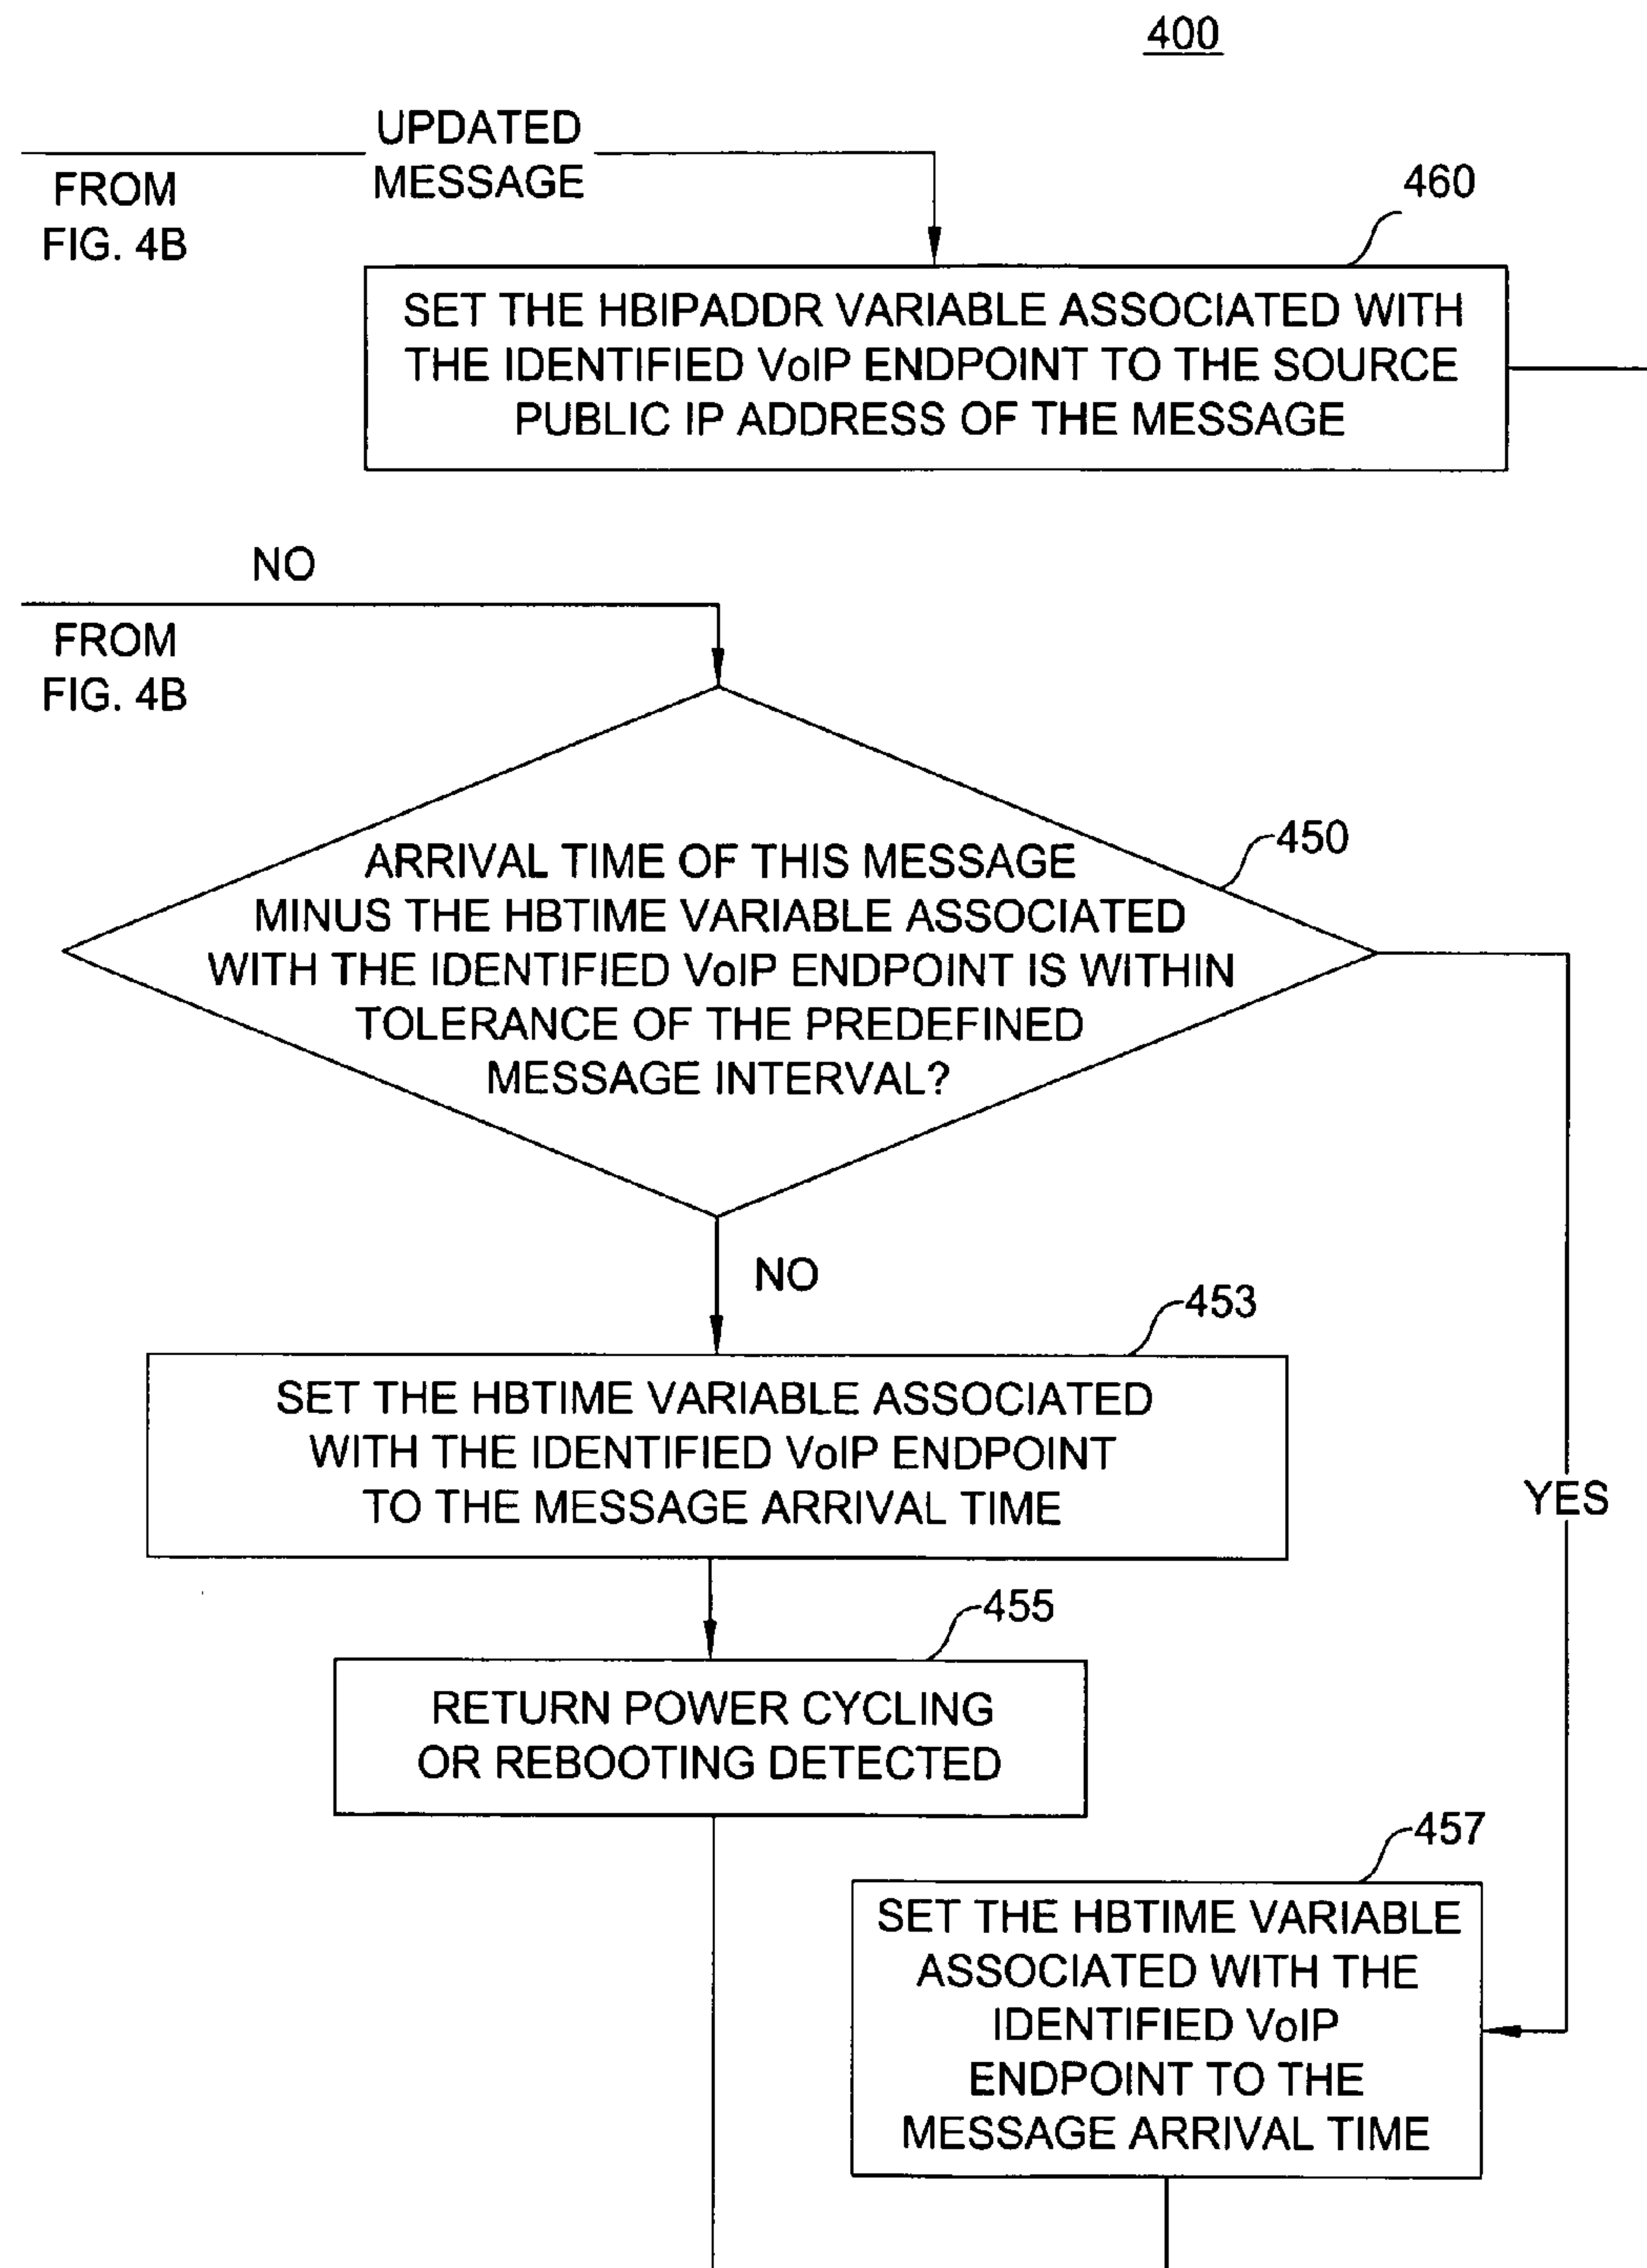 400
UPDATED
MESSAGE
FROM
FIG. 4B
460
SET THE HBIPADDR VARIABLE ASSOCIATED WITH
THE IDENTIFIED VoIP ENDPOINT TO THE SOURCE
PUBLIC IP ADDRESS OF THE MESSAGE
NO
FROM
FIG. 4B
450
ARRIVAL TIME OF THIS MESSAGE
MINUS THE HBTIME VARIABLE ASSOCIATED
WITH THE IDENTIFIED VoIP ENDPOINT IS WITHIN
TOLERANCE OF THE PREDEFINED
MESSAGE INTERVAL?
NO
453
SET THE HBTIME VARIABLE ASSOCIATED
WITH THE IDENTIFIED VoIP ENDPOINT
TO THE MESSAGE ARRIVAL TIME
YES
455
RETURN POWER CYCLING
OR REBOOTING DETECTED
457
SET THE HBTIME VARIABLE
ASSOCIATED WITH THE
IDENTIFIED VoIP
ENDPOINT TO THE
MESSAGE ARRIVAL TIME